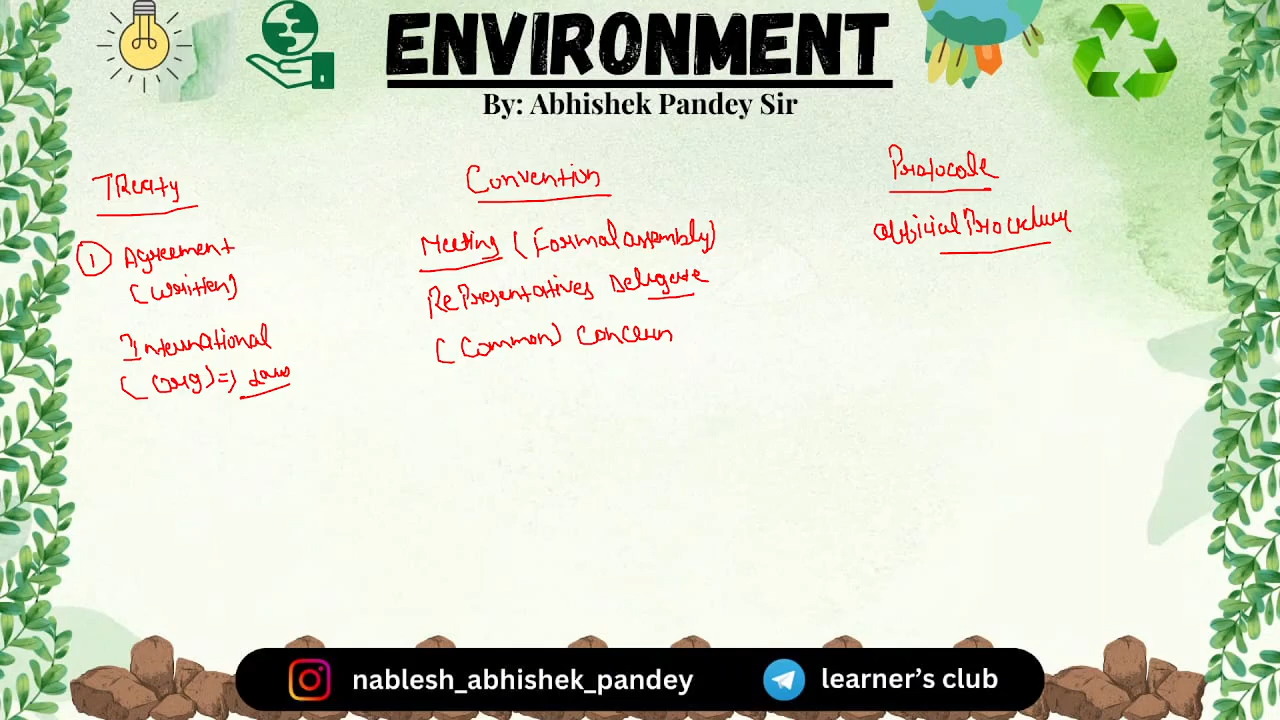 ENVIRONMENT
By: Abhishek Pandey Sir
Treaty
① Agreement
(written)
International
(Org) => Law
Convention
Meeting (Formal assembly)
Representatives Delegate
(Common) Concern
Protocole
official Procedure
nablesh_abhishek_pandey
learner's club